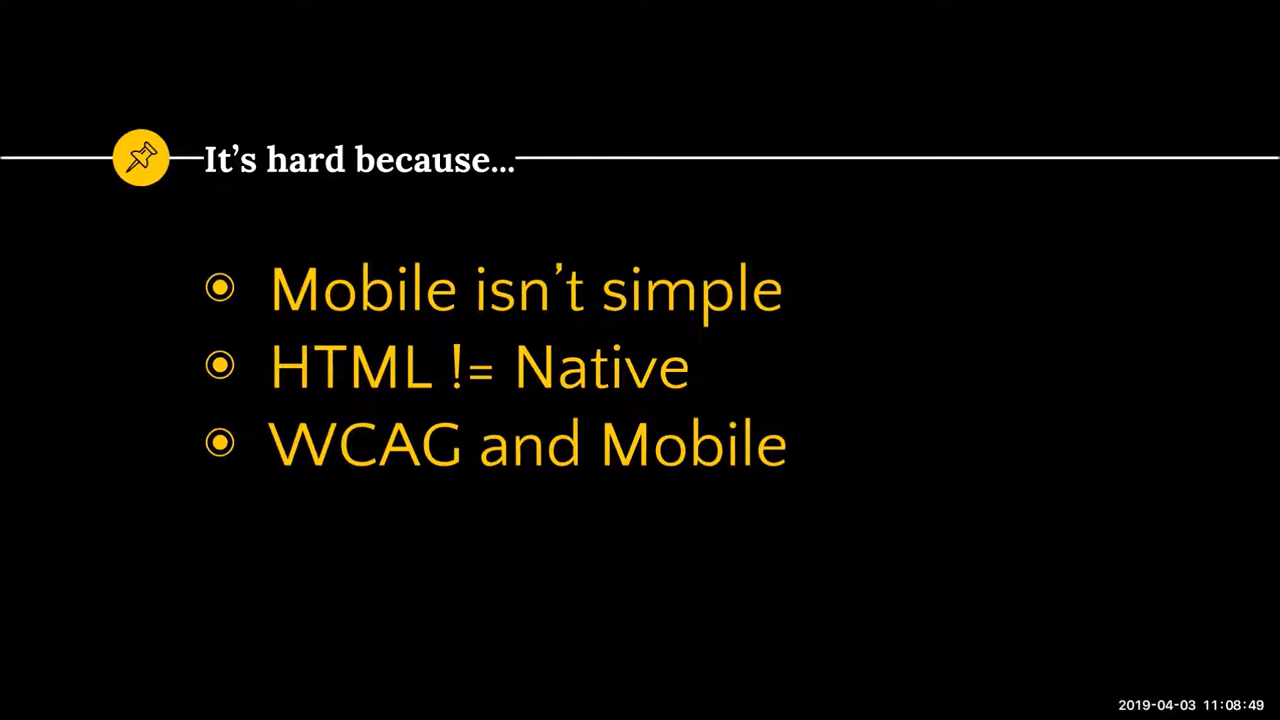 It’s hard because...
Mobile isn’t simple
HTML != Native
WCAG and Mobile
2019-04-03 11:08:49